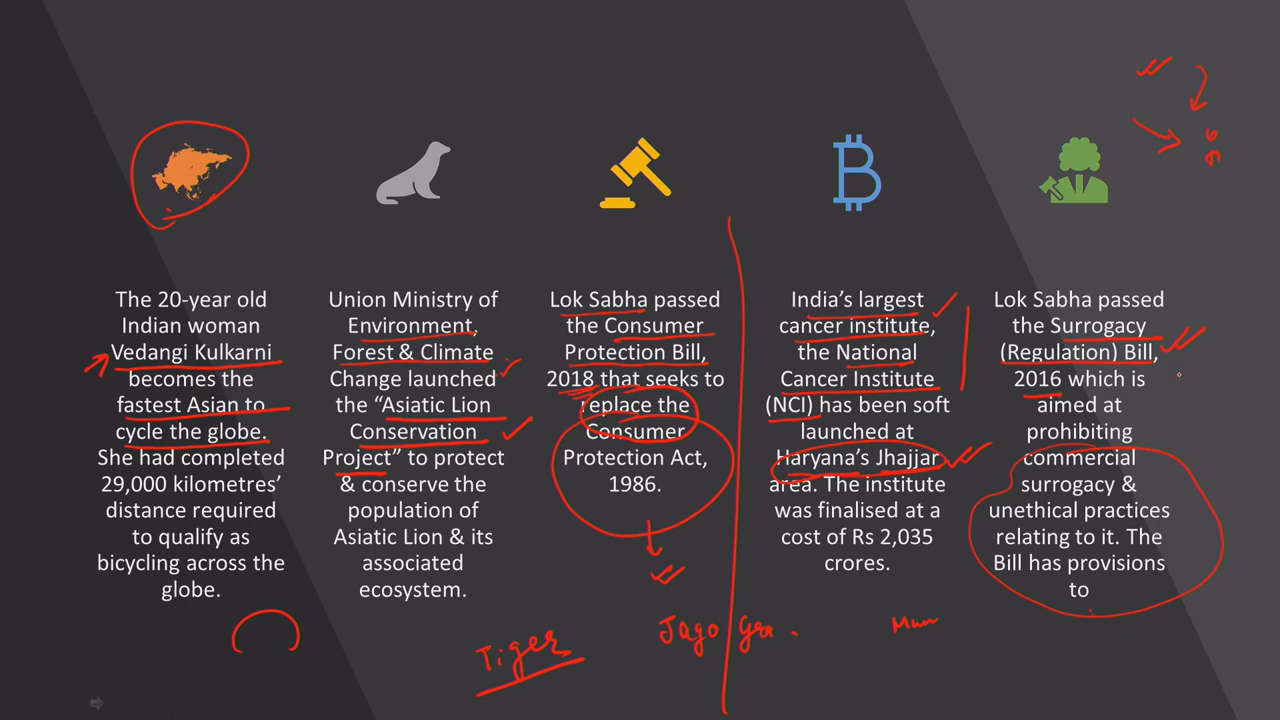 The 20-year old
Indian woman
Vedangi Kulkarni
becomes the
fastest Asian to
cycle the globe.
She had completed
29,000 kilometres'
distance required
to qualify as
bicycling across the
globe.
Union Ministry of
Environment,
Forest & Climate
Change launched
the “Asiatic Lion
Conservation
Project” to protect
& conserve the
population of
Asiatic Lion & its
associated
ecosystem.
Lok Sabha passed
the Consumer
Protection Bill,
2018 that seeks to
replace the
Consumer
Protection Act,
1986.
India's largest
cancer institute,
the National
Cancer Institute
(NCI) has been soft
launched at
Haryana's Jhajjar
area. The institute
was finalised at a
cost of Rs 2,035
crores.
Lok Sabha passed
the Surrogacy
(Regulation) Bill,
2016 which is
aimed at
prohibiting
commercial
surrogacy &
unethical practices
relating to it. The
Bill has provisions
to
Tiger
Jago